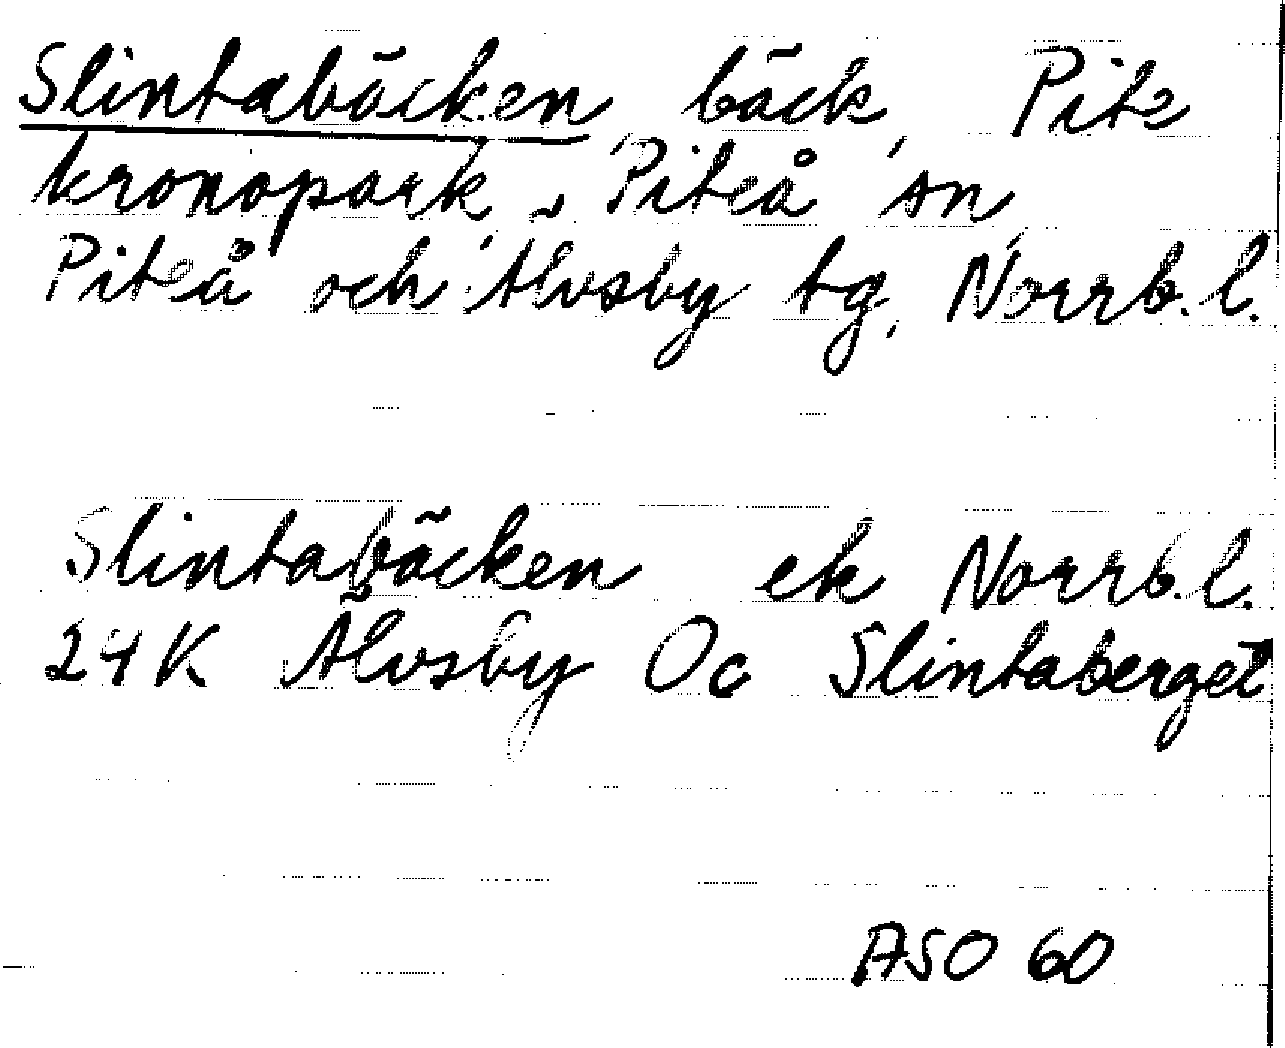 Slintabäcken, bäck, Pite
kronopark, Piteå sn,
Piteå och Älvsby tg, Norrb. l.
Slintabäcken ek Norrb. l.
24K Älvsby Oc Slintaberget
ASO 60